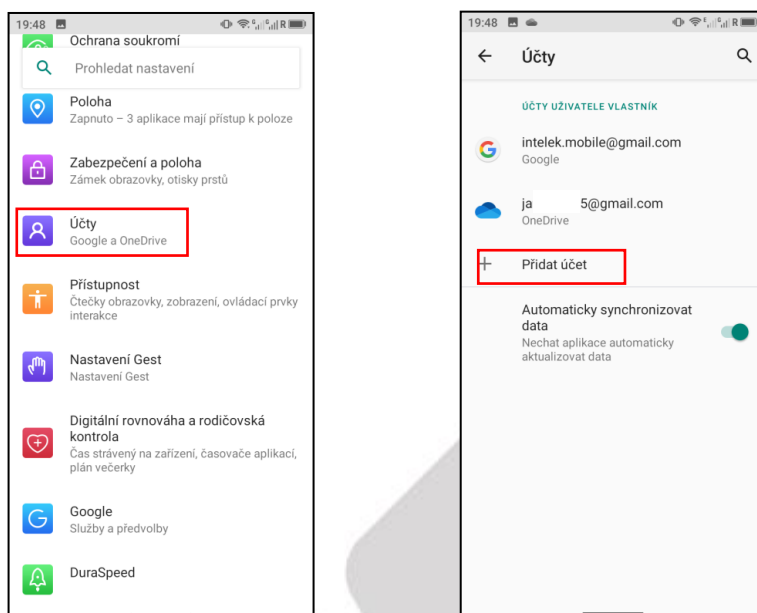 19:48
R
Ochrana soukromí
Prohledat nastavení
Poloha
Zapnuto – 3 aplikace mají přístup k poloze
Zabezpečení a poloha
Zámek obrazovky, otisky prstů
Účty
Google a OneDrive
Přístupnost
Čtečky obrazovky, zobrazení, ovládací prvky
interakce
Nastavení Gest
Nastavení Gest
Digitální rovnováha a rodičovská
kontrola
Čas strávený na zařízení, časovače aplikací,
plán večerky
Google
Služby a předvolby
DuraSpeed
19:48
R
Účty
ÚČTY UŽIVATELE VLASTNÍK
intelek.mobile@gmail.com
Google
ja 5@gmail.com
OneDrive
Přidat účet
Automaticky synchronizovat
data
Nechat aplikace automaticky
aktualizovat data